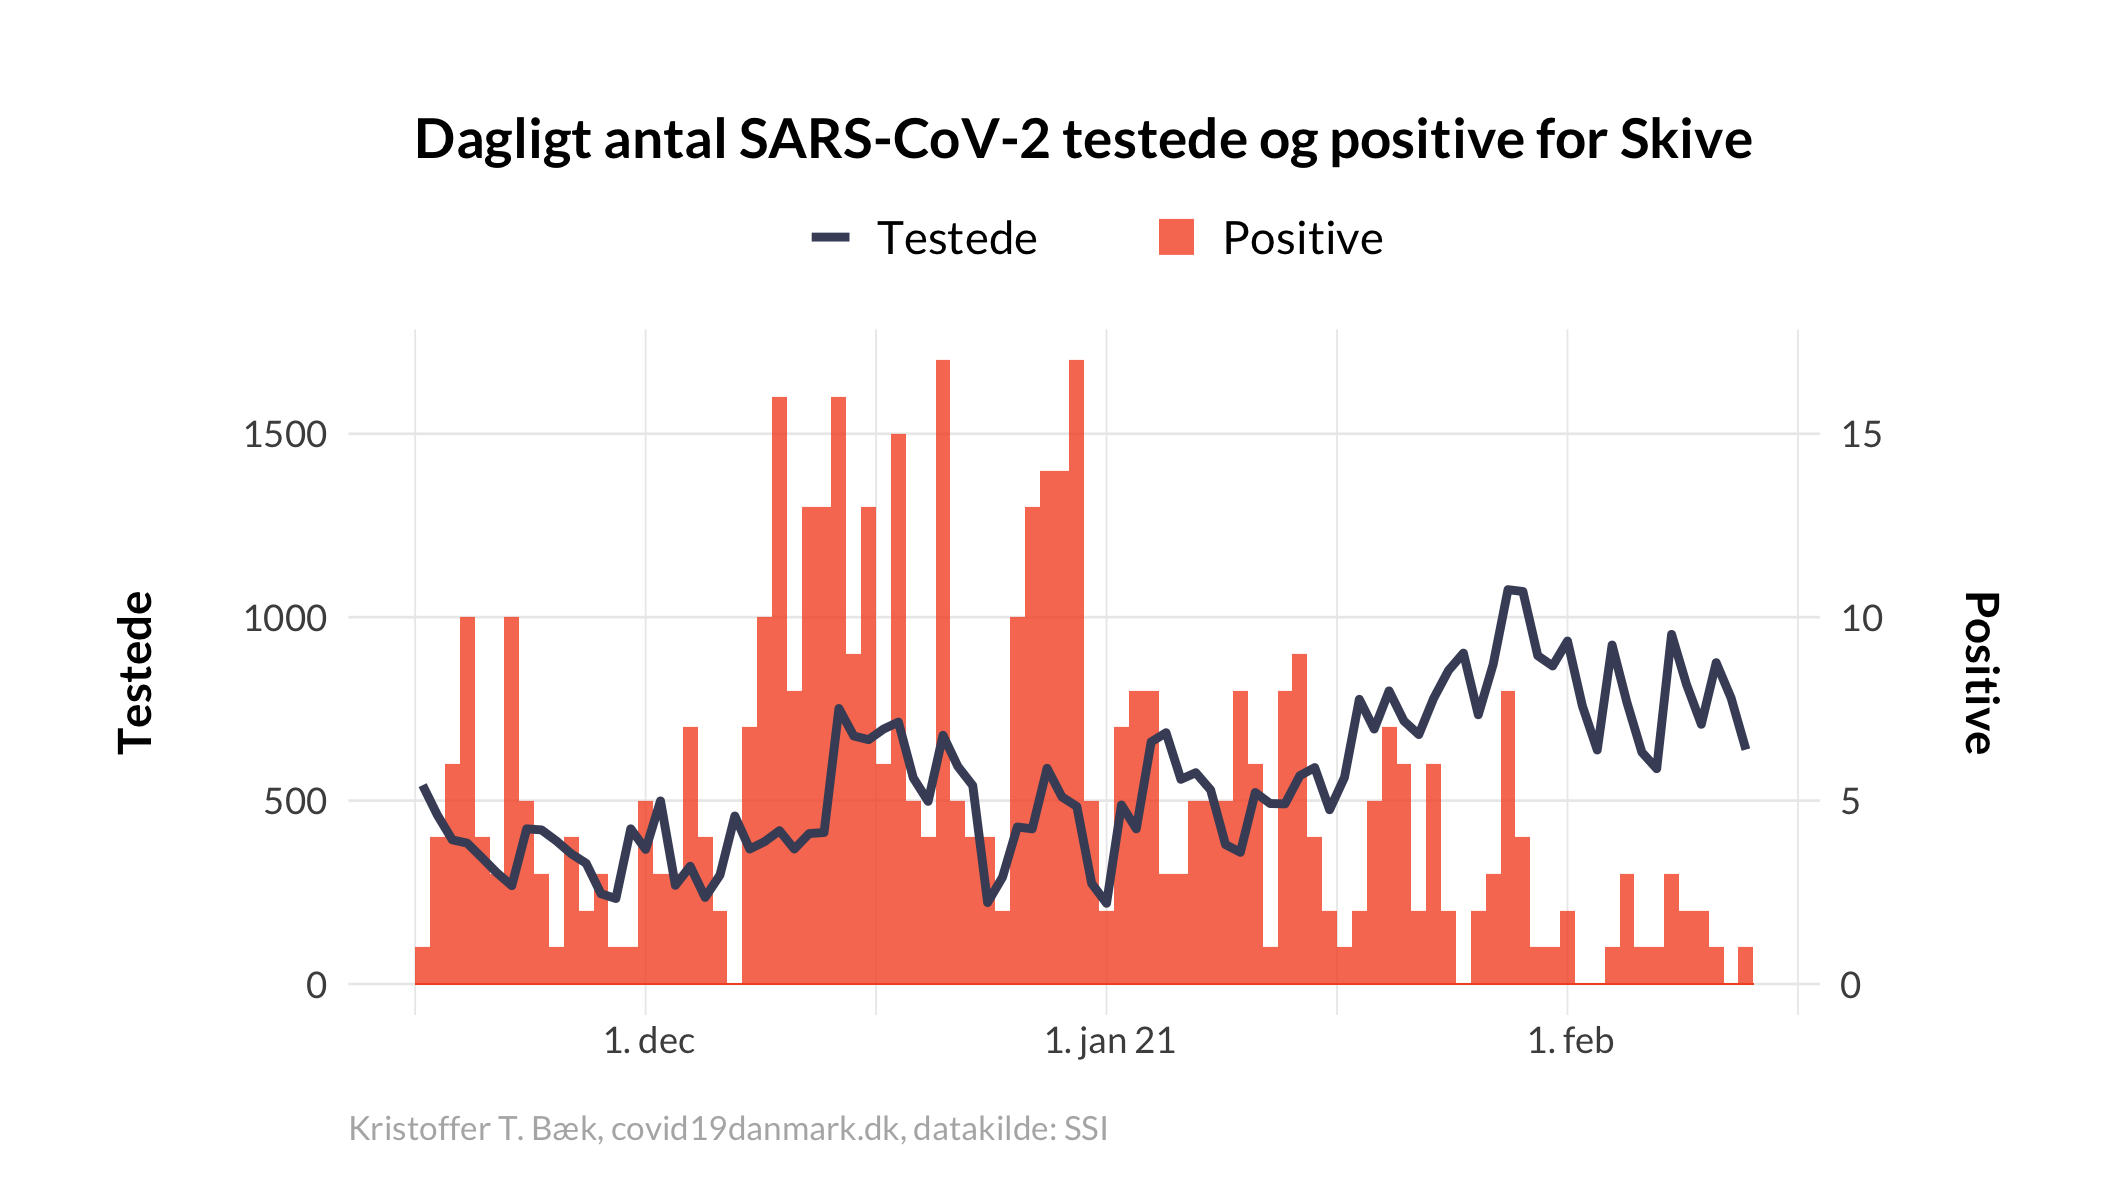 Dagligt antal SARS-CoV-2 testede og positive for Skive
Testede Positive
1500 15
1000 10
500 5
0 0
Testede
Positive
1. dec 1. jan 21 1. feb
Kristoffer T. Bæk, covid19danmark.dk, datakilde: SSI